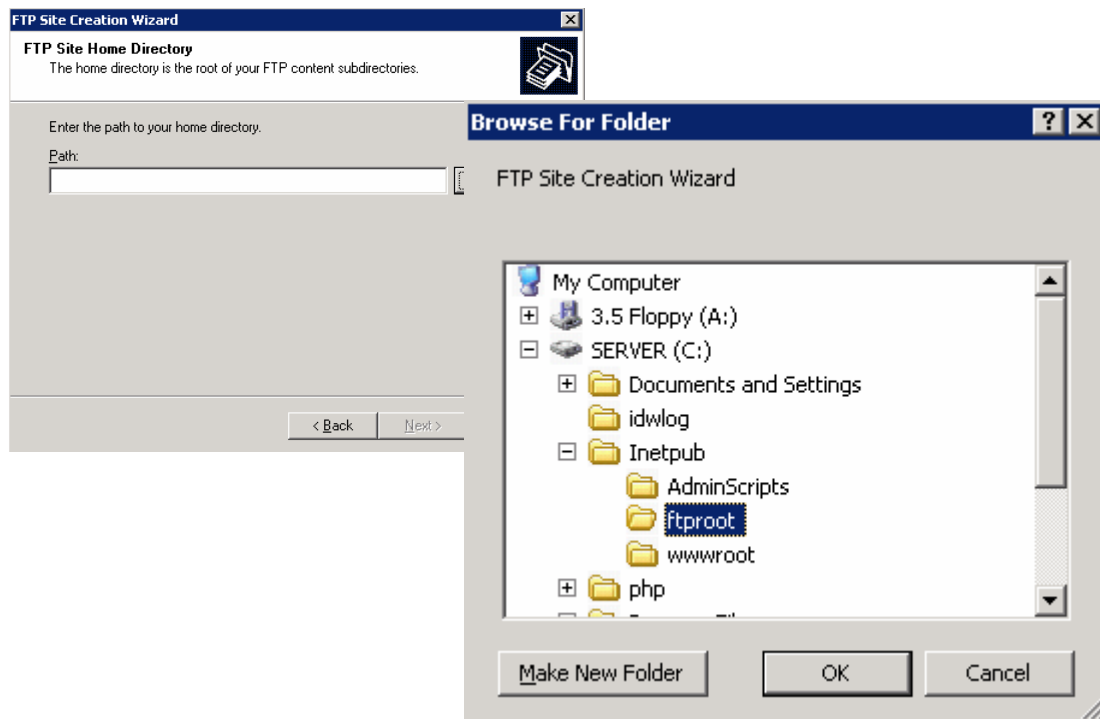 FTP Site Creation Wizard
FTP Site Home Directory
The home directory is the root of your FTP content subdirectories.
Enter the path to your home directory.
Path:
< Back
Next >
Browse For Folder
FTP Site Creation Wizard
My Computer
3.5 Floppy (A:)
SERVER (C:)
Documents and Settings
idwlog
Inetpub
AdminScripts
ftproot
wwwroot
php
Make New Folder
OK
Cancel